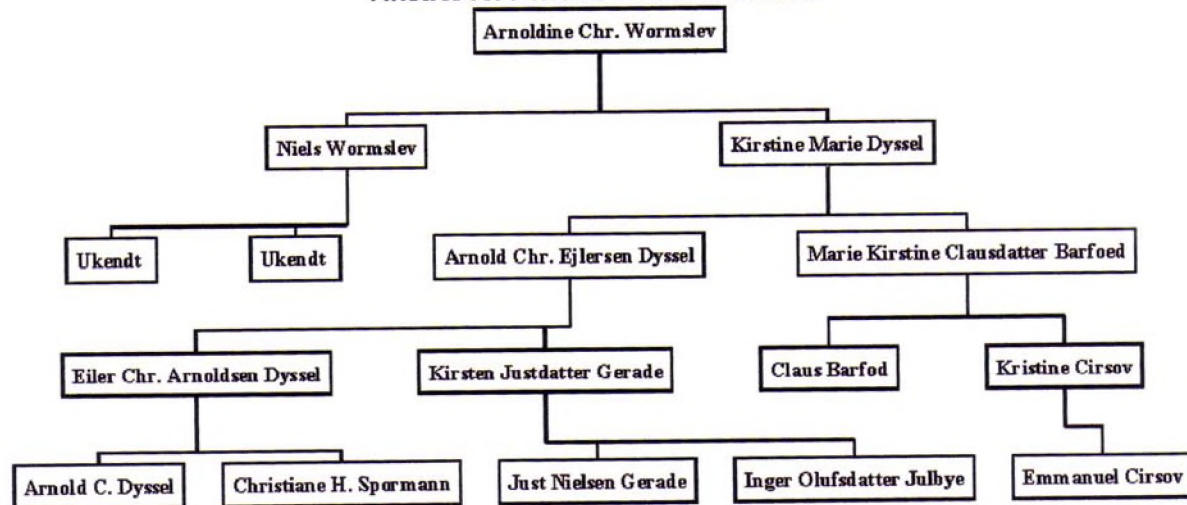 Arnoldine Chr. Wormslev
Niels Wormslev
Kirstine Marie Dyssel
Ukendt
Ukendt
Arnold Chr. Ejlersen Dyssel
Marie Kirstine Clausdatter Barfoed
Eiler Chr. Arnoldsen Dyssel
Kirsten Justdatter Gerade
Claus Barfod
Kristine Cirsov
Arnold C. Dyssel
Christiane H. Spormann
Just Nielsen Gerade
Inger Olufsdatter Julbye
Emmanuel Cirsov